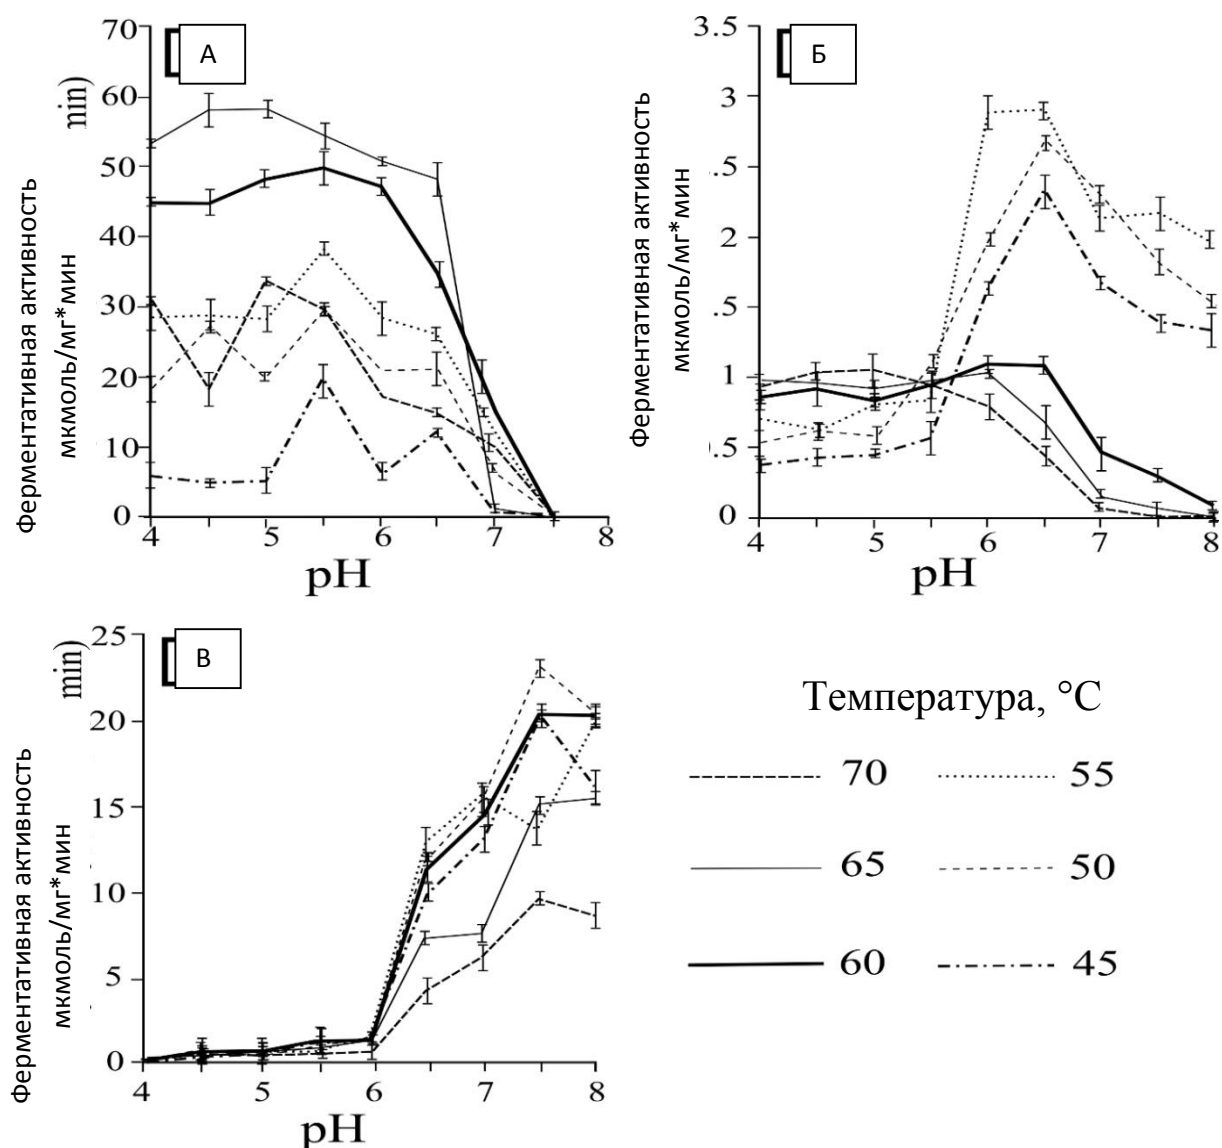 70
60
50
40
30
20
10
0
А
min)
Ферментативная активность
мкмоль/мг*мин
4
5
6
7
8
pH
3.5
3
.5
2
.5
1
.5
0
Б
Ферментативная активность
мкмоль/мг*мин
4
5
6
7
8
pH
25
20
15
10
5
0
В
min)
Ферментативная активность
мкмоль/мг*мин
4
5
6
7
8
pH
Температура, °C
70
55
65
50
60
45